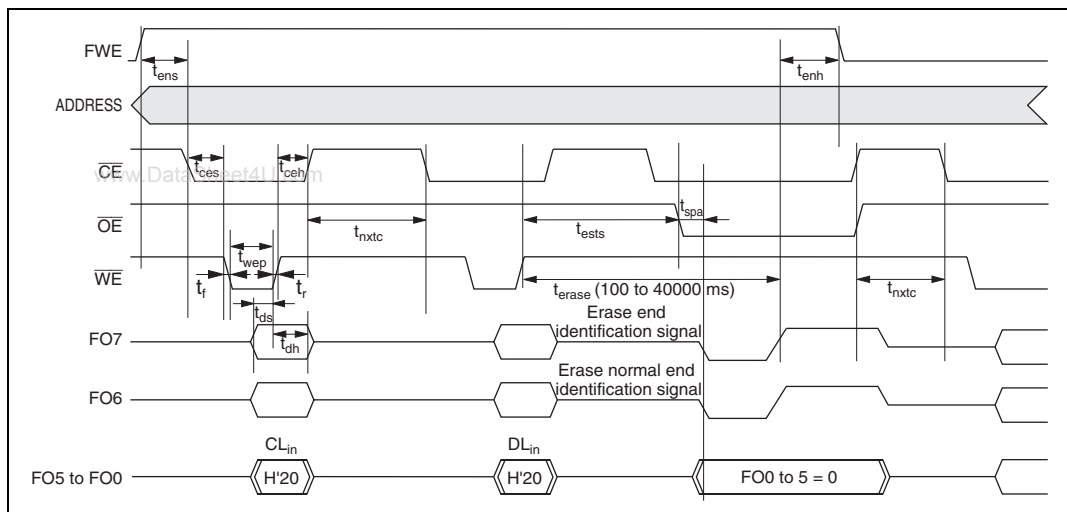 FWE
tens
tenh
ADDRESS
CE
www.DataSheet4U.com
tces
tceh
OE
tnxtc
tests
tspa
WE
twep
tf
tr
terase (100 to 40000 ms)
tnxtc
tds
tdh
FO7
Erase end
identification signal
FO6
Erase normal end
identification signal
CLin
DLin
FO5 to FO0
H'20
H'20
FO0 to 5 = 0